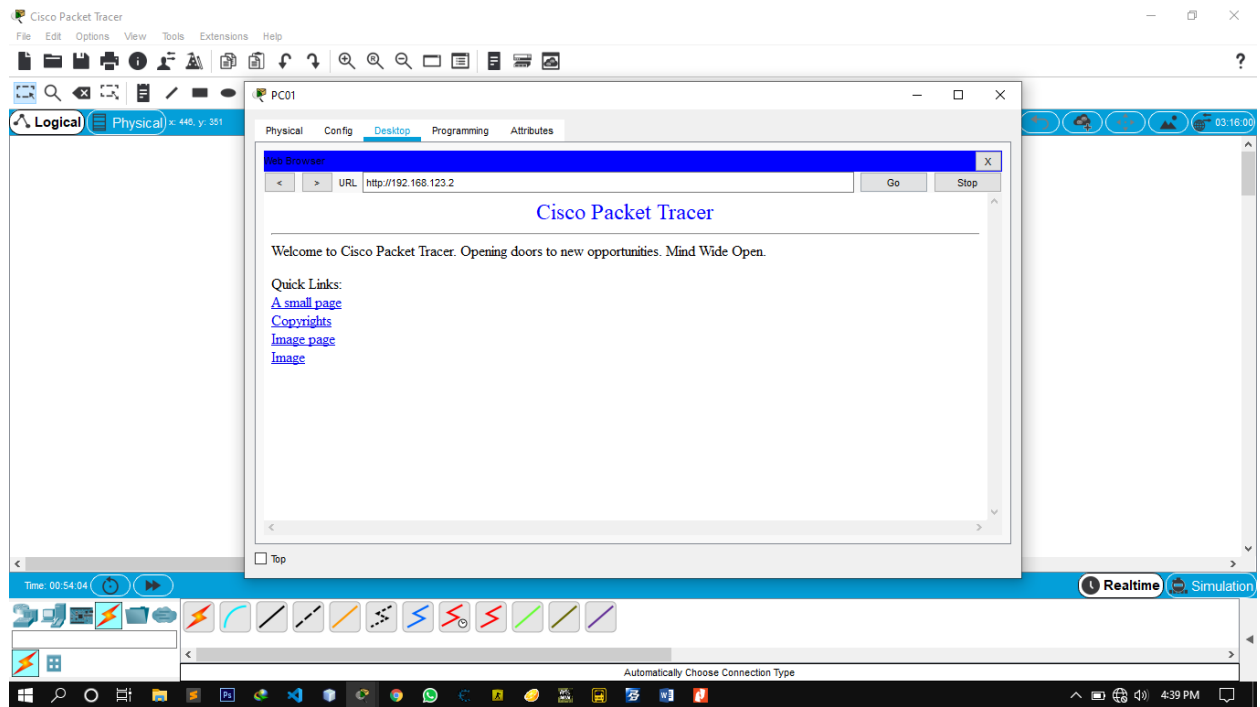 Cisco Packet Tracer
File Edit Options View Tools Extensions Help
?
PC01
Logical
Physical
x: 446, y: 351
03:16:00
Physical Config Desktop Programming Attributes
Web Browser
X
< > URL http://192.168.123.2 Go Stop
Cisco Packet Tracer
Welcome to Cisco Packet Tracer. Opening doors to new opportunities. Mind Wide Open.
Quick Links:
A small page
Copyrights
Image page
Image
Top
Time: 00:54:04
Realtime
Simulation
Automatically Choose Connection Type
4:39 PM